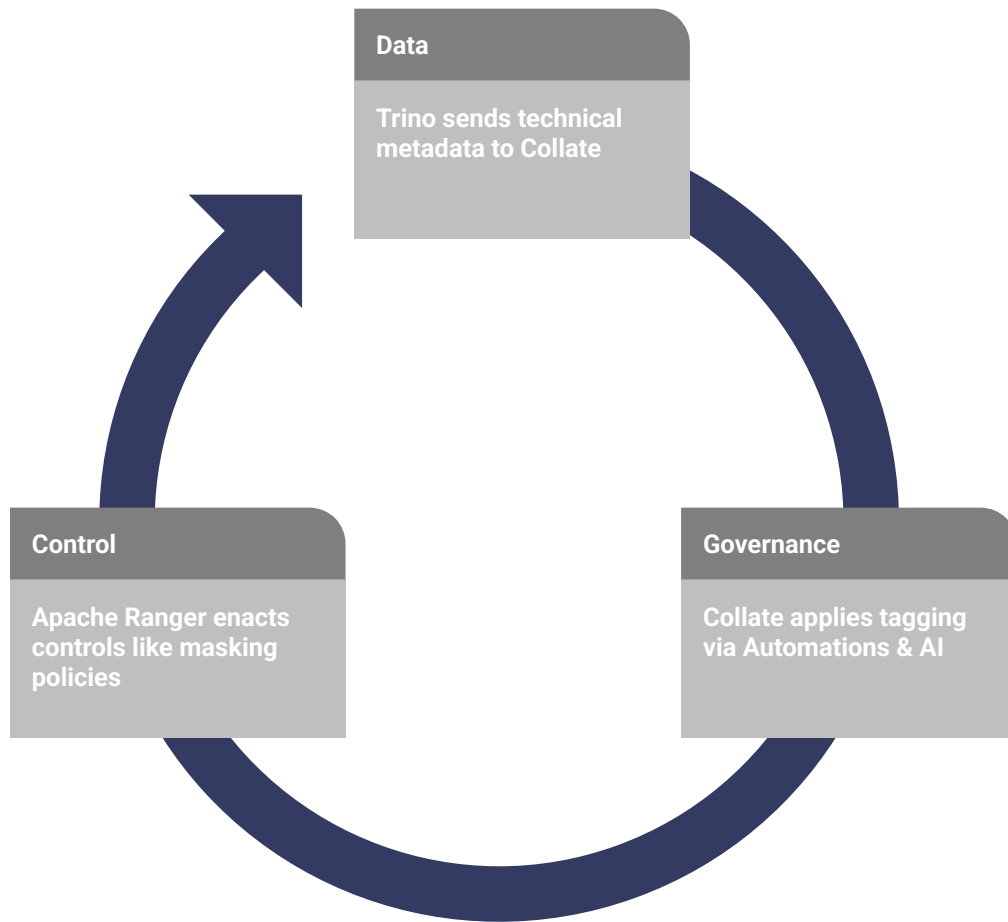 Data
Trino sends technical
metadata to Collate
Control
Apache Ranger enacts
controls like masking
policies
Governance
Collate applies tagging
via Automations & AI